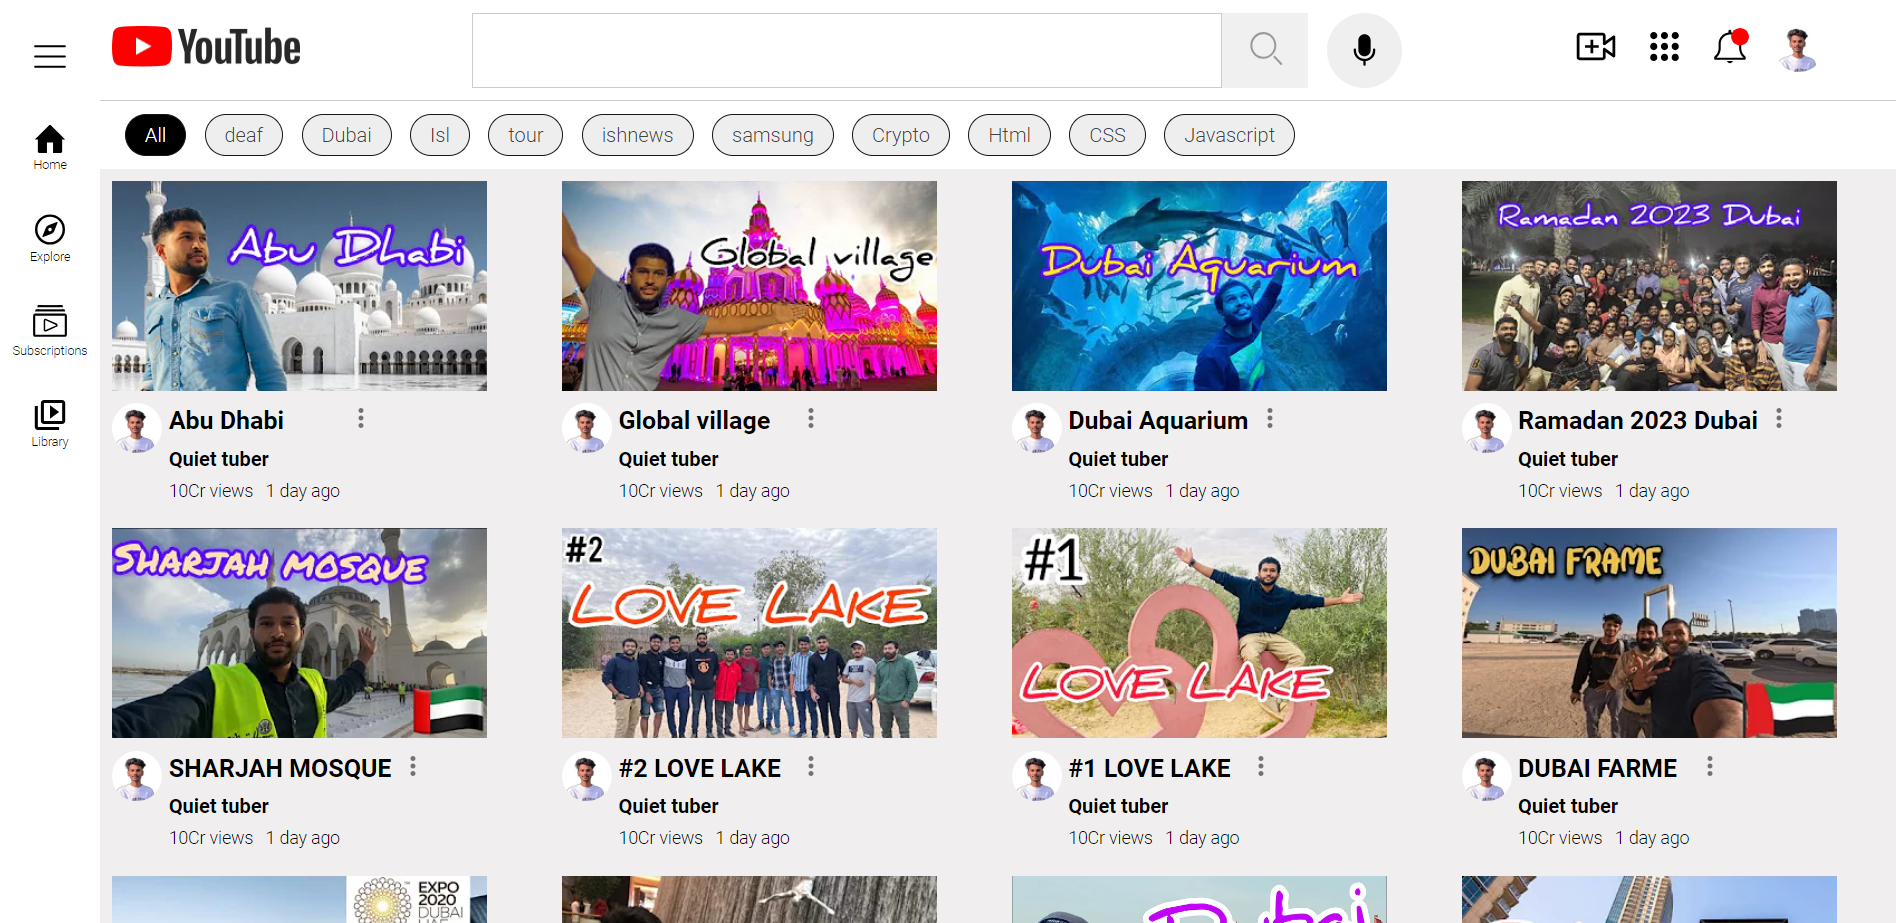 YouTube
All deaf Dubai Isl tour ishnews samsung Crypto Html CSS Javascript
Home
Explore
Subscriptions
Library
Abu Dhabi
Global village
Dubai Aquarium
Ramadan 2023 Dubai
Abu Dhabi
Quiet tuber
10Cr views 1 day ago
Global village
Quiet tuber
10Cr views 1 day ago
Dubai Aquarium
Quiet tuber
10Cr views 1 day ago
Ramadan 2023 Dubai
Quiet tuber
10Cr views 1 day ago
SHARJAH MOSQUE
#2
LOVE LAKE
#1
LOVE LAKE
DUBAI FRAME
SHARJAH MOSQUE
Quiet tuber
10Cr views 1 day ago
#2 LOVE LAKE
Quiet tuber
10Cr views 1 day ago
#1 LOVE LAKE
Quiet tuber
10Cr views 1 day ago
DUBAI FARME
Quiet tuber
10Cr views 1 day ago
EXPO
2020
DUBAI
UAE
Dubai